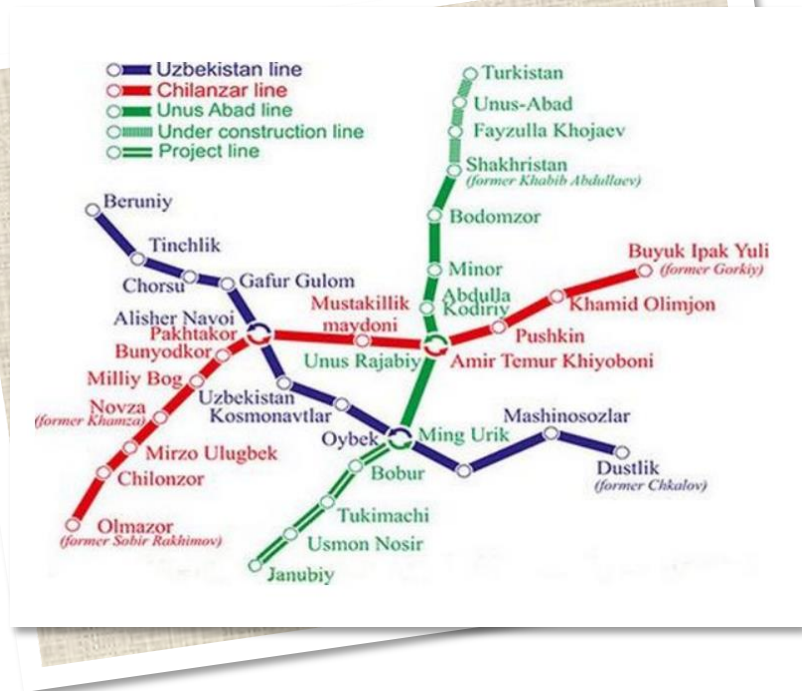 Uzbekistan line
Chilanzar line
Unus Abad line
Under construction line
Project line
Turkistan
Unus-Abad
Fayzulla Khojaev
Shakhristan
(former Khabib Abdullaev)
Beruniy
Bodomzor
Tinchlik
Chorsu
Gafur Gulom
Minor
Buyuk Ipak Yuli
(former Gorkiy)
Abdulla
Kodiriy
Mustakillik
maydoni
Khamid Olimjon
Alisher Navoi
Pakhtakor
Pushkin
Bunyodkor
Unus Rajabiy
Amir Temur Khiyoboni
Milliy Bog
Uzbekistan
Kosmonavtlar
Novza
(former Khamza)
Mashinosozlar
Oybek
Ming Urik
Mirzo Ulugbek
Dustlik
(former Chkalov)
Chilonzor
Bobur
Tukimachi
Olmazor
(former Sobir Rakhimov)
Usmon Nosir
Janubiy